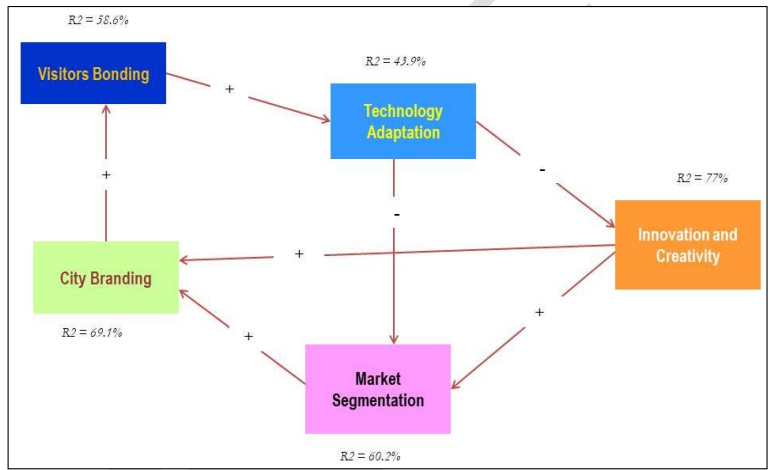 R2 = 58.6%
Visitors Bonding
R2 = 43.9%
+
Technology
Adaptation
-
R2 = 77%
+
-
Innovation and
Creativity
+
City Branding
+
R2 = 69.1%
+
Market
Segmentation
R2 = 60.2%